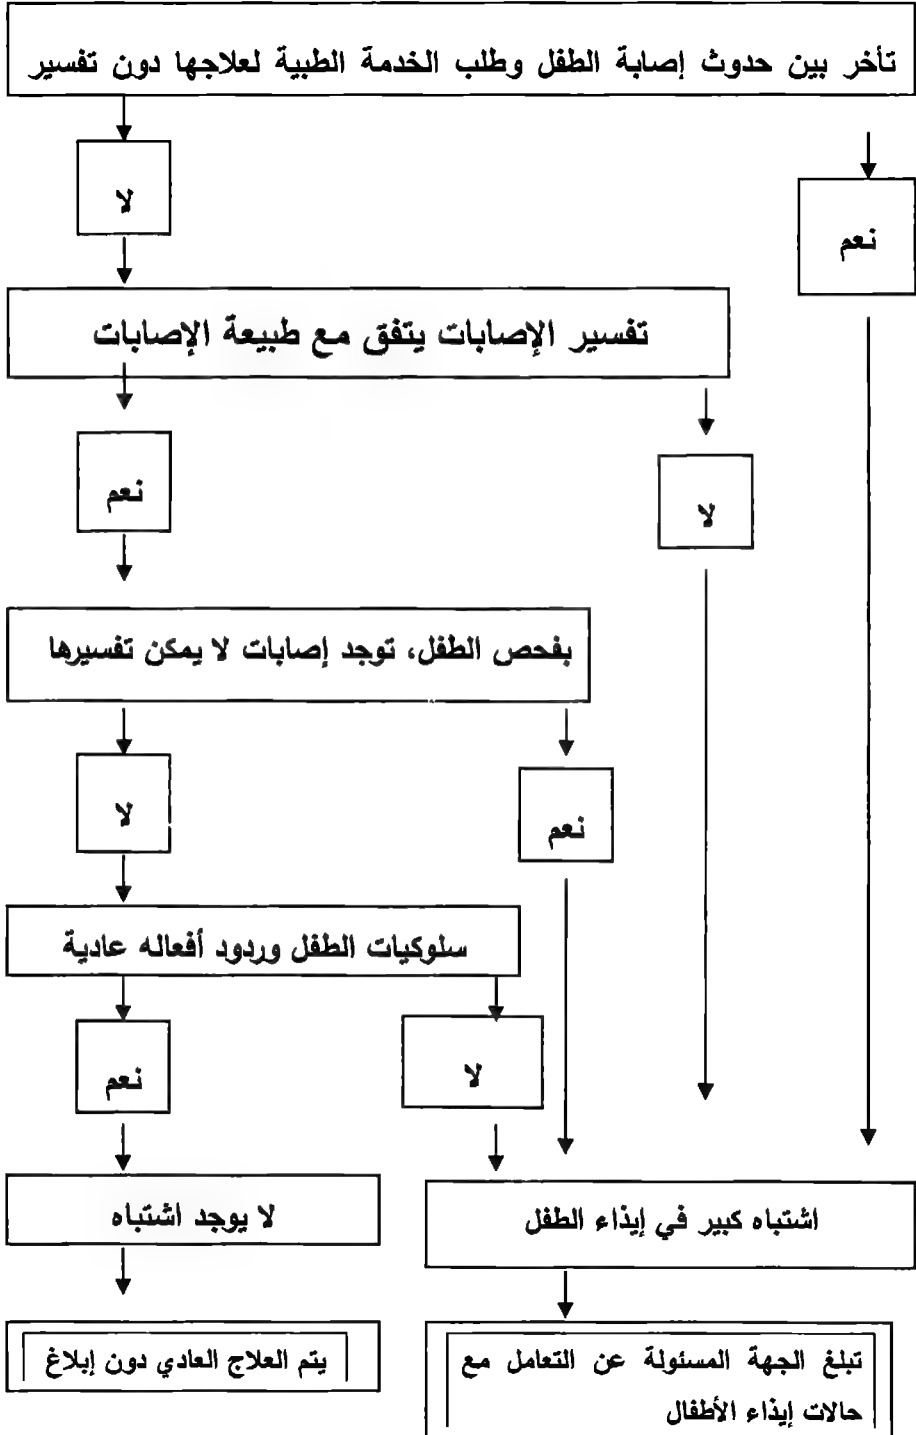 تأخر بين حدوث إصابة الطفل وطلب الخدمة الطبية لعلاجها دون تفسير
لا
نعم
تفسير الإصابات يتفق مع طبيعة الإصابات
نعم
لا
بفحص الطفل، توجد إصابات لا يمكن تفسيرها
لا
نعم
سلوكيات الطفل وردود أفعاله عادية
نعم
لا
اشتباه كبير في إيذاء الطفل
لا يوجد اشتباه
تبلغ الجهة المسئولة عن التعامل مع
حالات إيذاء الأطفال
يتم العلاج العادي دون إبلاغ